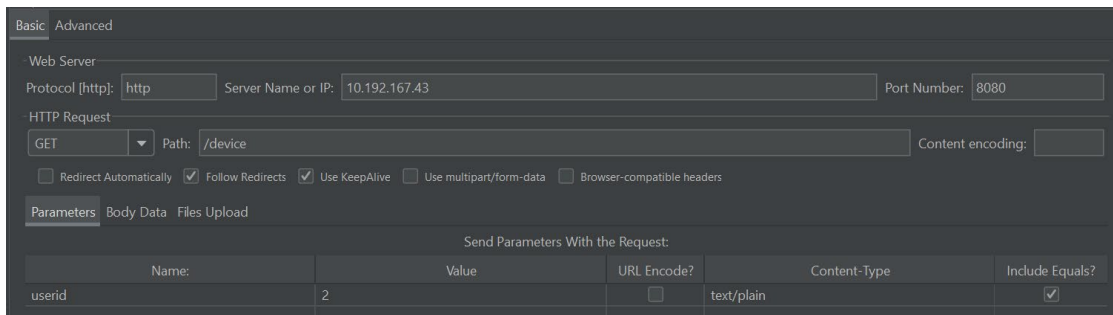 Basic Advanced
Web Server
Protocol [http]: http Server Name or IP: 10.192.167.43 Port Number: 8080
HTTP Request
GET Path: /device Content encoding:
Redirect Automatically Follow Redirects Use KeepAlive Use multipart/form-data Browser-compatible headers
Parameters Body Data Files Upload
Send Parameters With the Request:
Name: Value URL Encode? Content-Type Include Equals?
userid 2 text/plain